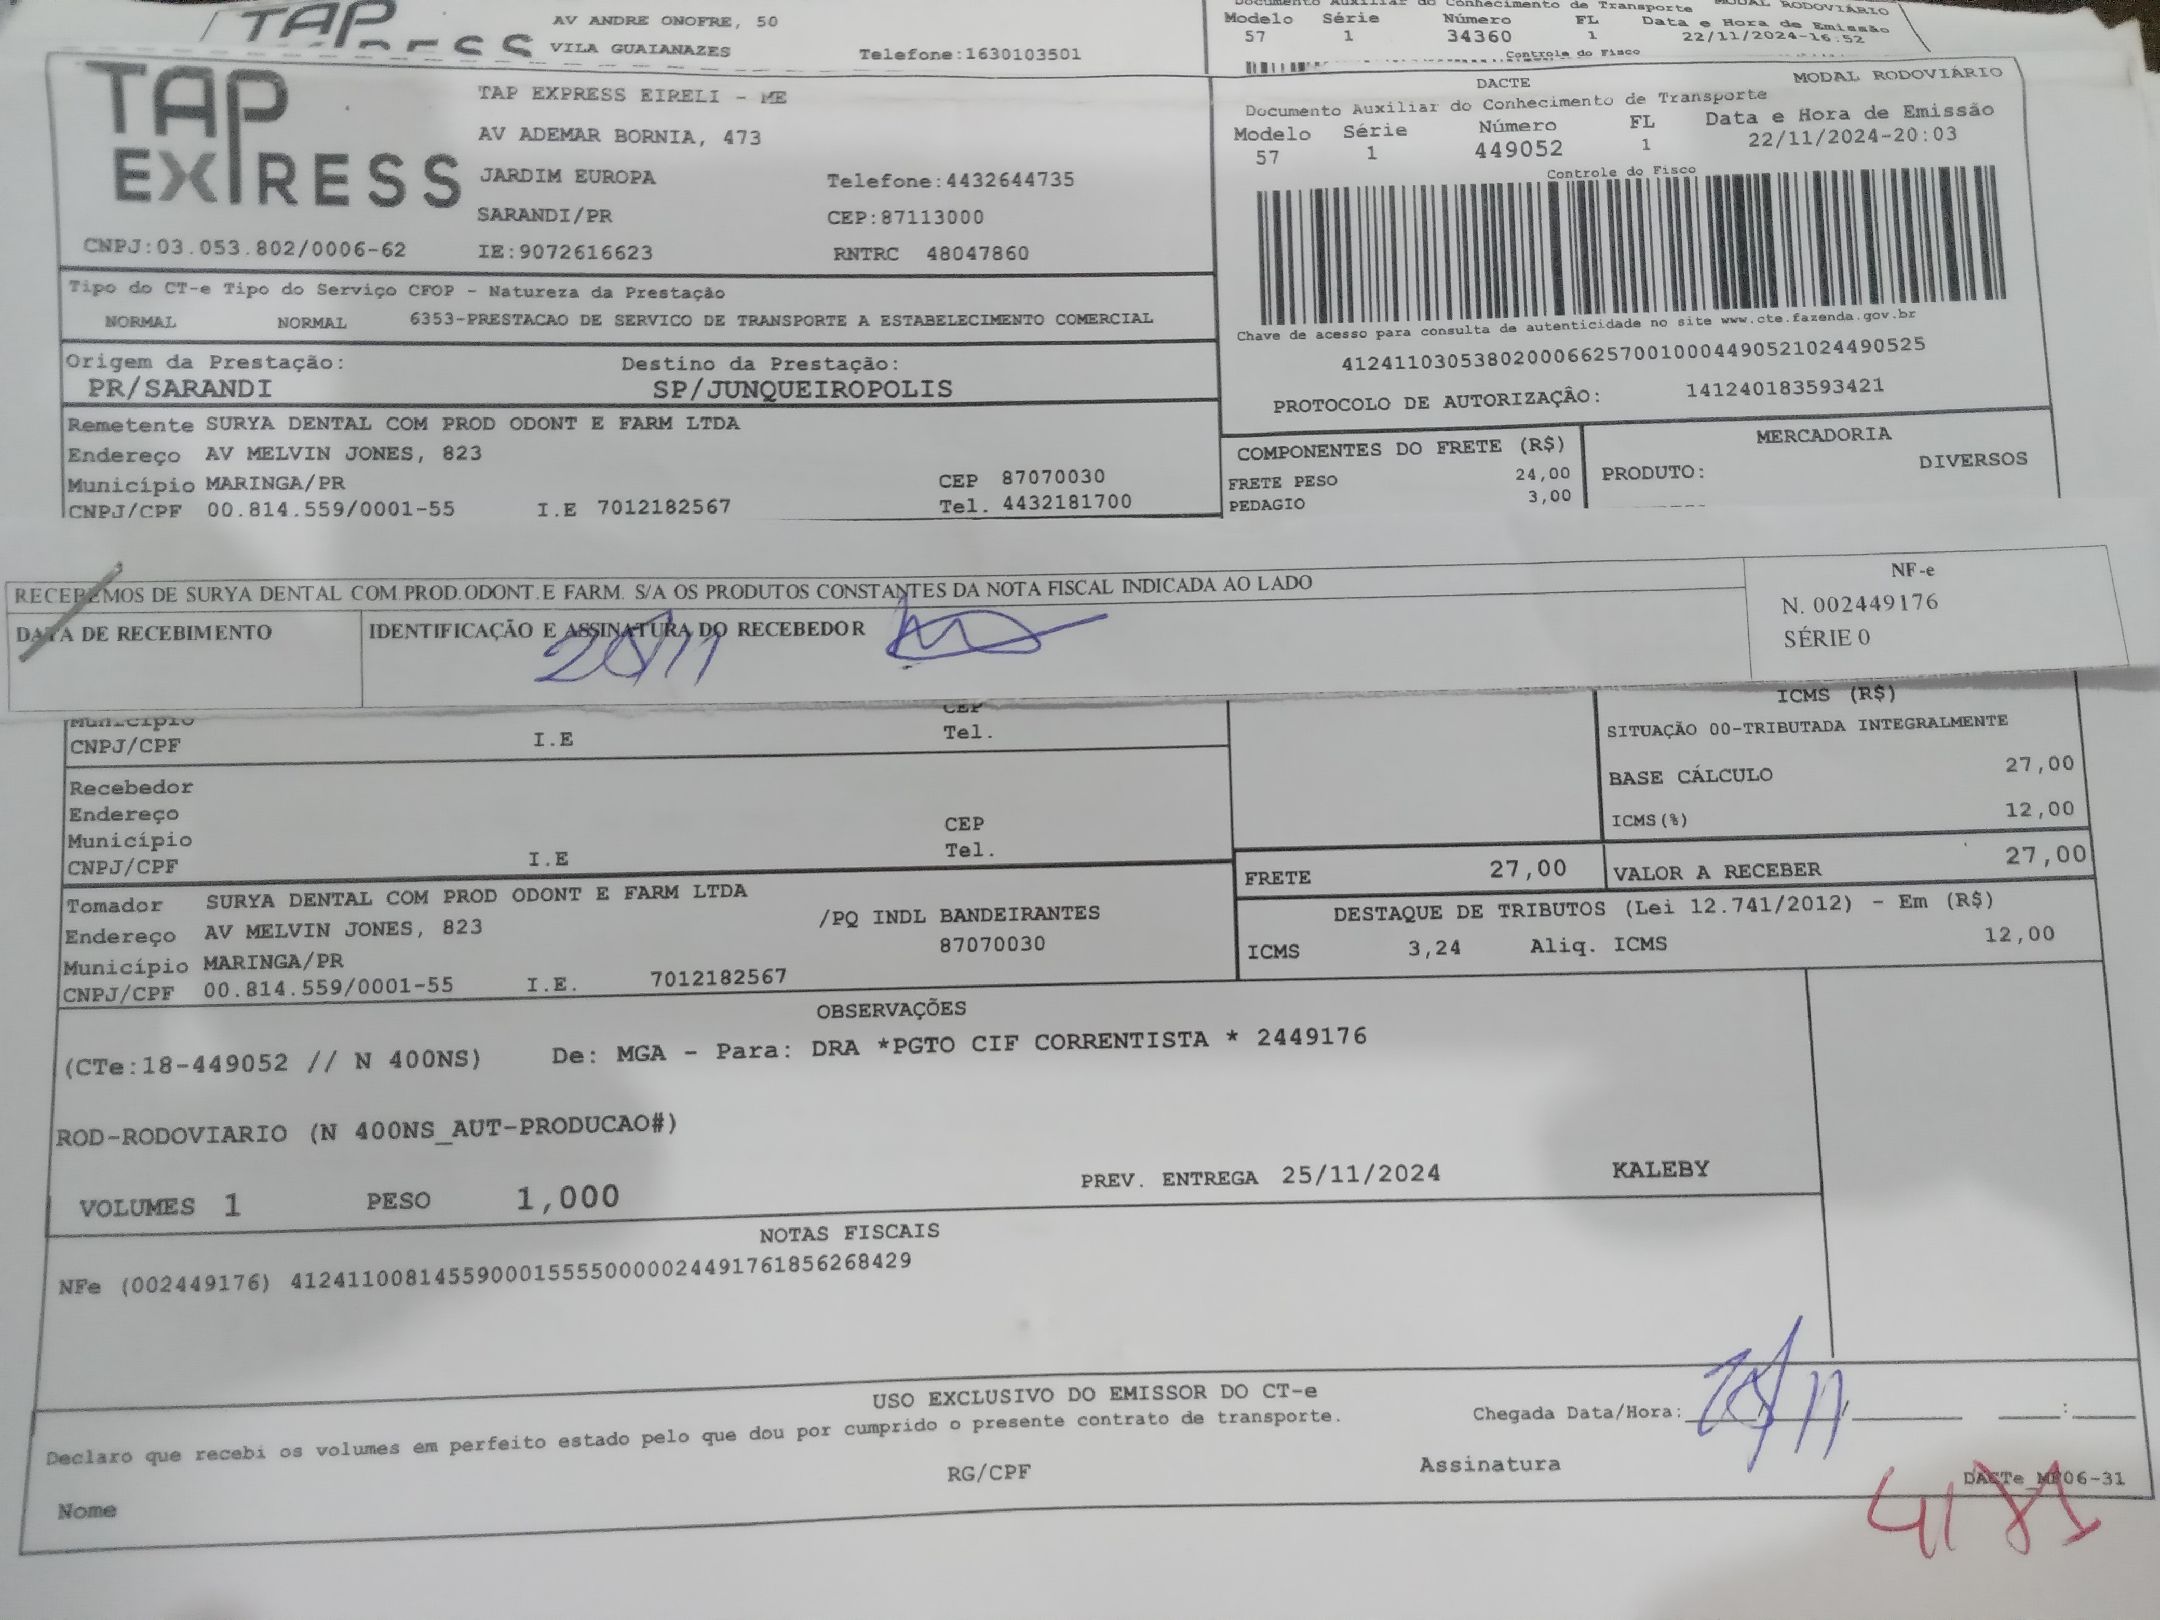 TAP
AV ANDRE ONOFRE, 50
VILA GUAIANAZES
Telefone:1630103501
Documento Auxiliar do Conhecimento de Transporte MODAL RODOVIÁRIO
Modelo Série Número FL Data e Hora de Emissão
57 1 34360 1 22/11/2024-16:52
Controle do Fisco
TAP EXPRESS
TAP EXPRESS EIRELI - ME
AV ADEMAR BORNIA, 473
JARDIM EUROPA Telefone:4432644735
SARANDI/PR CEP:87113000
CNPJ:03.053.802/0006-62 IE:9072616623 RNTRC 48047860
DACTE MODAL RODOVIÁRIO
Documento Auxiliar do Conhecimento de Transporte
Modelo Série Número FL Data e Hora de Emissão
57 1 449052 1 22/11/2024-20:03
Controle do Fisco
Chave de acesso para consulta de autenticidade no site www.cte.fazenda.gov.br
41241103053802000662570010004490521024490525
PROTOCOLO DE AUTORIZAÇÃO: 141240183593421
Tipo do CT-e Tipo do Serviço CFOP - Natureza da Prestação
NORMAL NORMAL 6353-PRESTACAO DE SERVICO DE TRANSPORTE A ESTABELECIMENTO COMERCIAL
Origem da Prestação: Destino da Prestação:
PR/SARANDI SP/JUNQUEIROPOLIS
Remetente SURYA DENTAL COM PROD ODONT E FARM LTDA
Endereço AV MELVIN JONES, 823
Município MARINGA/PR CEP 87070030
CNPJ/CPF 00.814.559/0001-55 I.E 7012182567 Tel. 4432181700
COMPONENTES DO FRETE (R$)
FRETE PESO 24,00
PEDAGIO 3,00
MERCADORIA
PRODUTO: DIVERSOS
RECEBEMOS DE SURYA DENTAL COM.PROD.ODONT.E FARM. S/A OS PRODUTOS CONSTANTES DA NOTA FISCAL INDICADA AO LADO
DATA DE RECEBIMENTO IDENTIFICAÇÃO E ASSINATURA DO RECEBEDOR
NF-e
N. 002449176
SÉRIE 0
Município CEP
CNPJ/CPF I.E Tel.
Recebedor
Endereço
Município CEP
CNPJ/CPF I.E Tel.
ICMS (R$)
SITUAÇÃO 00-TRIBUTADA INTEGRALMENTE
BASE CÁLCULO 27,00
ICMS(%) 12,00
FRETE 27,00 VALOR A RECEBER 27,00
Tomador SURYA DENTAL COM PROD ODONT E FARM LTDA
Endereço AV MELVIN JONES, 823 /PQ INDL BANDEIRANTES
Município MARINGA/PR 87070030
CNPJ/CPF 00.814.559/0001-55 I.E. 7012182567
DESTAQUE DE TRIBUTOS (Lei 12.741/2012) - Em (R$)
ICMS 3,24 Aliq. ICMS 12,00
OBSERVAÇÕES
(CTe:18-449052 // N 400NS) De: MGA - Para: DRA *PGTO CIF CORRENTISTA * 2449176
ROD-RODOVIARIO (N 400NS_AUT-PRODUCAO#)
VOLUMES 1 PESO 1,000 PREV. ENTREGA 25/11/2024 KALEBY
NOTAS FISCAIS
NFe (002449176) 41241100814559000155550000024491761856268429
USO EXCLUSIVO DO EMISSOR DO CT-e
Declaro que recebi os volumes em perfeito estado pelo que dou por cumprido o presente contrato de transporte.
Chegada Data/Hora:
Nome RG/CPF Assinatura